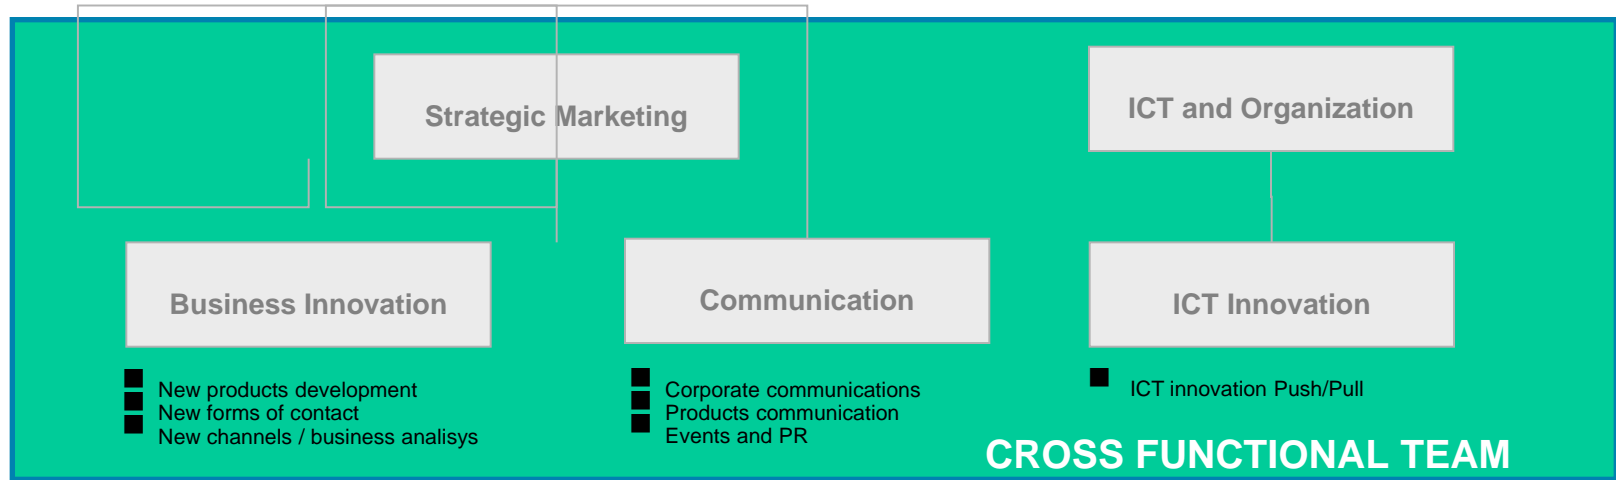 Strategic Marketing
ICT and Organization
Business Innovation
Communication
ICT Innovation
New products development
New forms of contact
New channels / business analisys
Corporate communications
Products communication
Events and PR
ICT innovation Push/Pull
CROSS FUNCTIONAL TEAM